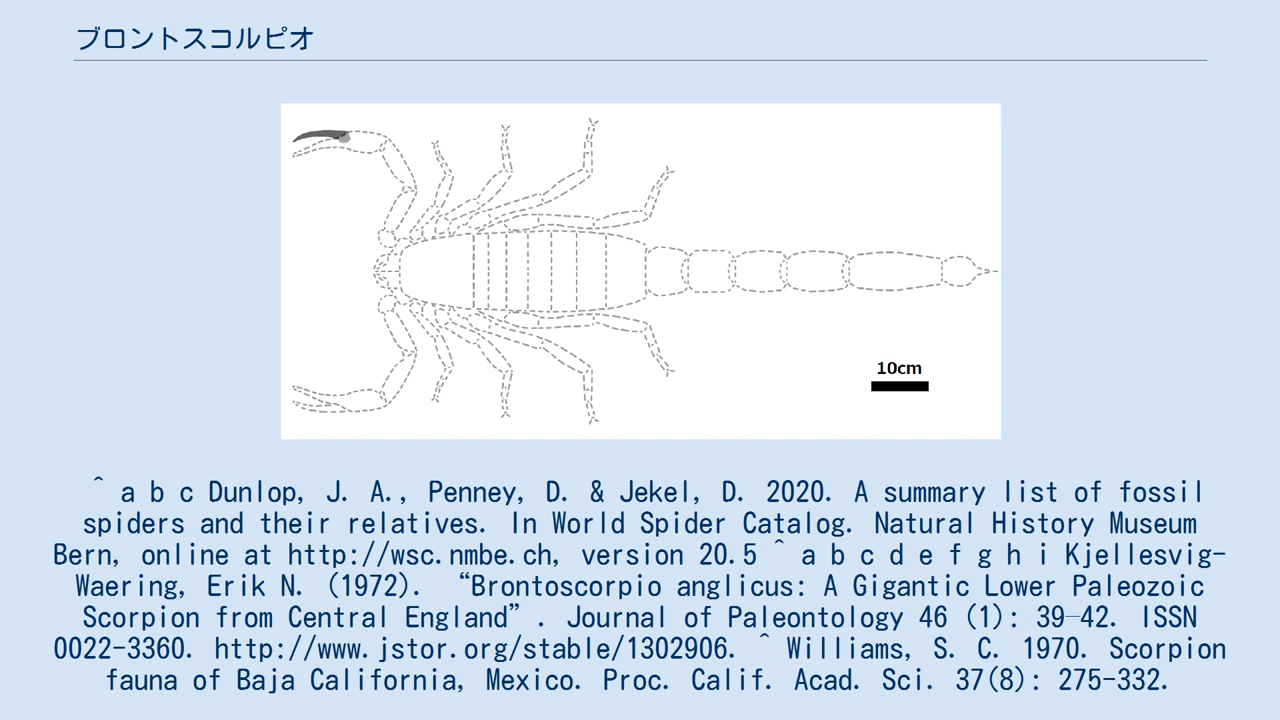 ブロントスコルピオ
10cm
^ a b c Dunlop, J. A., Penney, D. & Jekel, D. 2020. A summary list of fossil
spiders and their relatives. In World Spider Catalog. Natural History Museum
Bern, online at http://wsc.nmbe.ch, version 20.5 ^ a b c d e f g h i Kjellesvig-
Waering, Erik N. (1972). “Brontoscorpio anglicus: A Gigantic Lower Paleozoic
Scorpion from Central England”. Journal of Paleontology 46 (1): 39–42. ISSN
0022-3360. http://www.jstor.org/stable/1302906. ^ Williams, S. C. 1970. Scorpion
fauna of Baja California, Mexico. Proc. Calif. Acad. Sci. 37(8): 275-332.